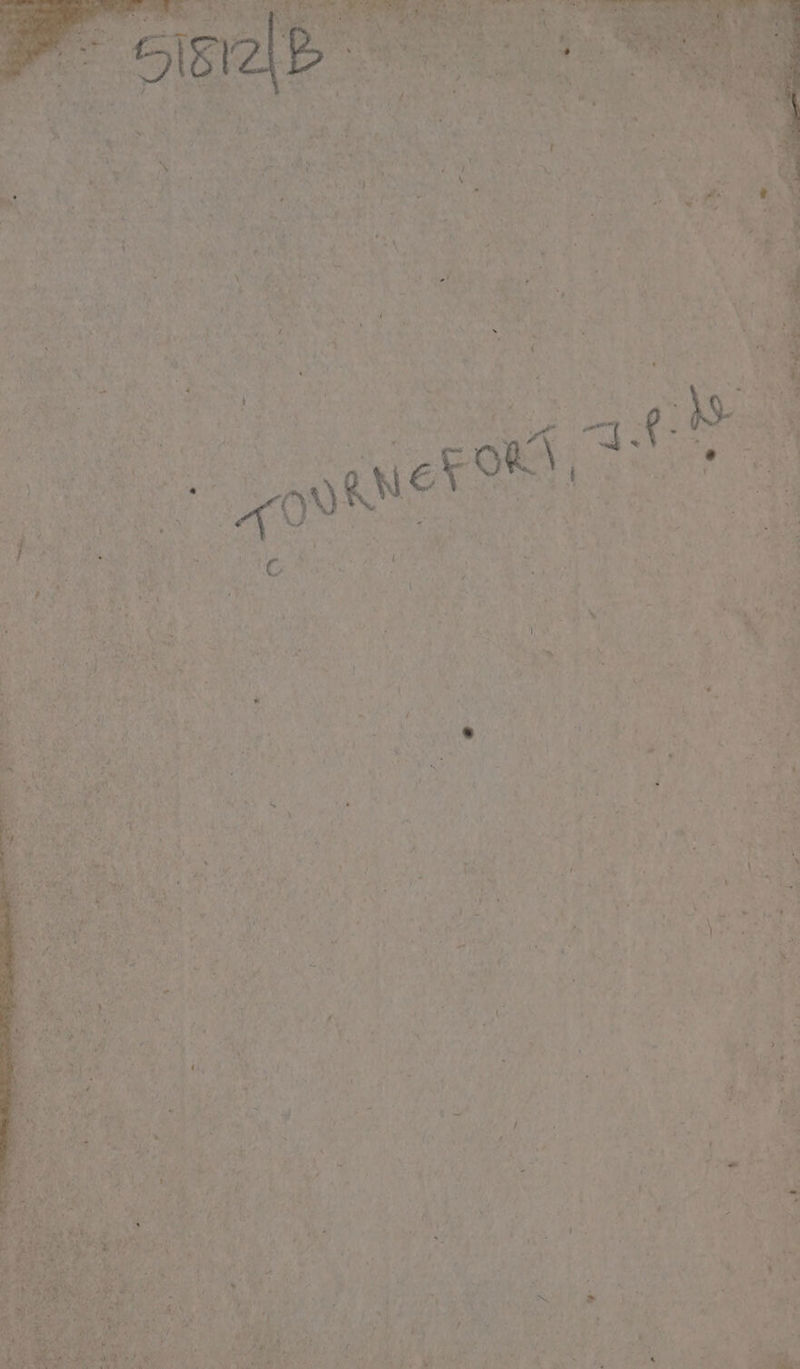 51812/B
TOURNEFORT, J.P. de
C